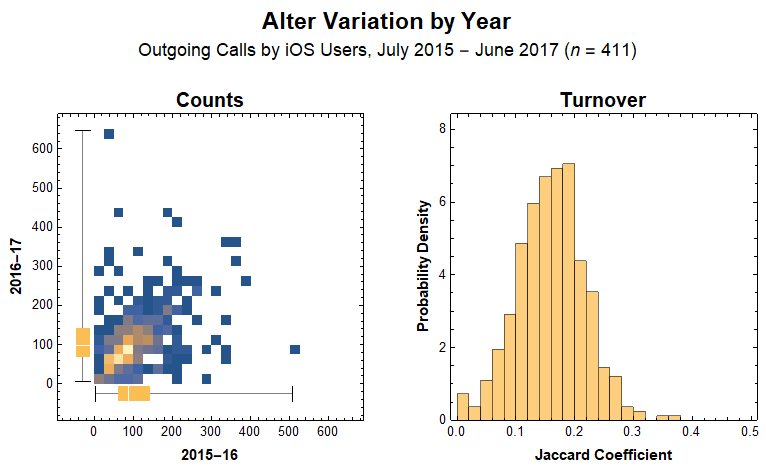 Alter Variation by Year
Outgoing Calls by iOS Users, July 2015 – June 2017 (n = 411)
Counts
Turnover
600
500
400
300
200
100
0
2016–17
0 100 200 300 400 500 600
2015–16
8
6
4
2
0
Probability Density
0.0 0.1 0.2 0.3 0.4 0.5
Jaccard Coefficient